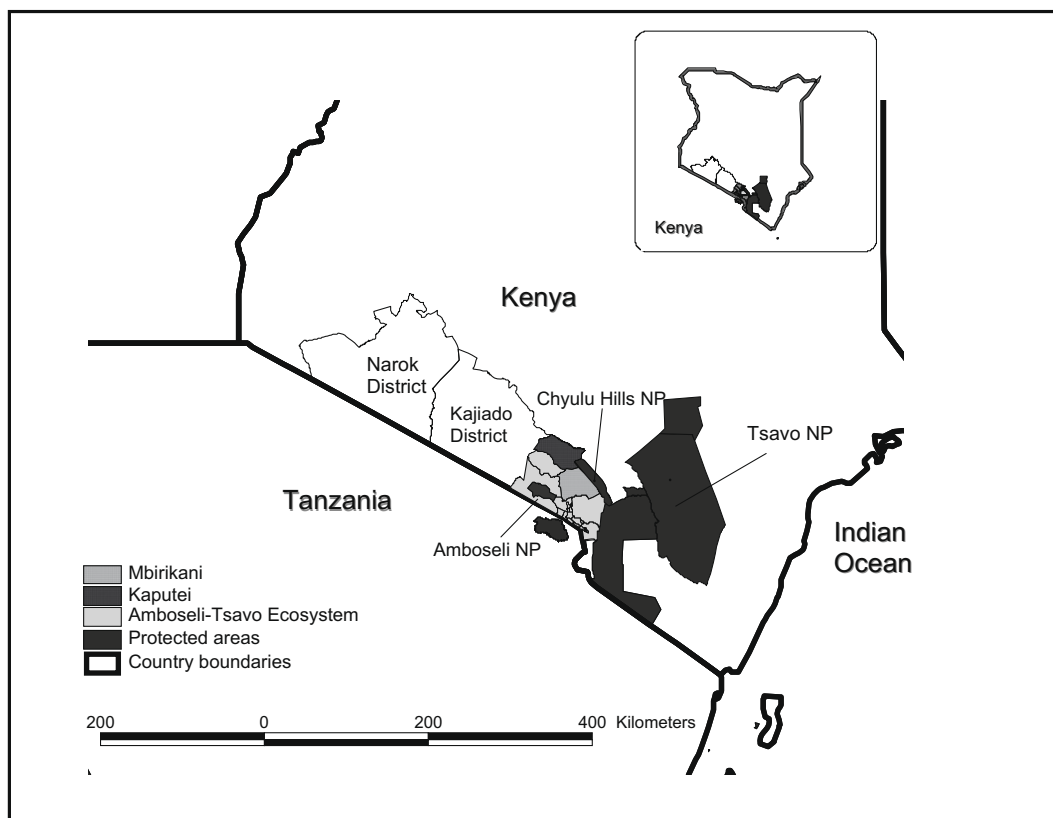 Kenya
Kenya
Narok
District
Chyulu Hills NP
Kajiado
District
Tsavo NP
Tanzania
Indian
Ocean
Amboseli NP
Mbirikani
Kaputei
Amboseli-Tsavo Ecosystem
Protected areas
Country boundaries
200 0 200 400 Kilometers